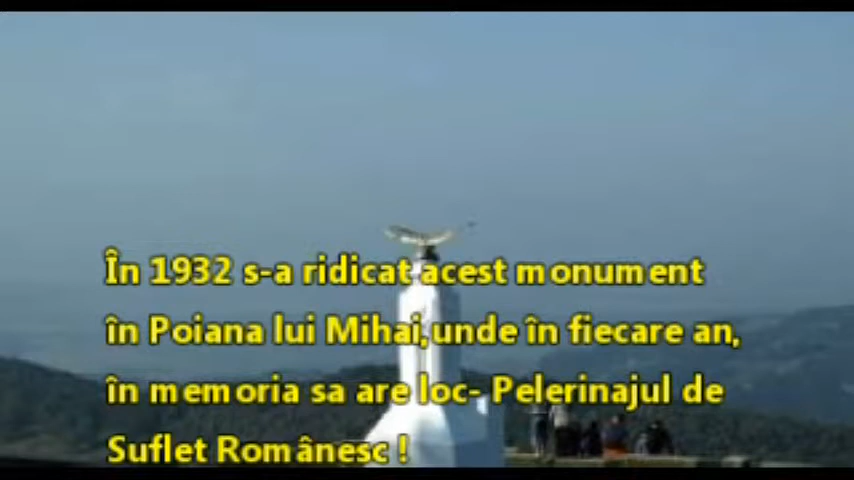 În 1932 s-a ridicat acest monument
în Poiana lui Mihai,unde în fiecare an,
în memoria sa are loc- Pelerinajul de
Suflet Românesc !